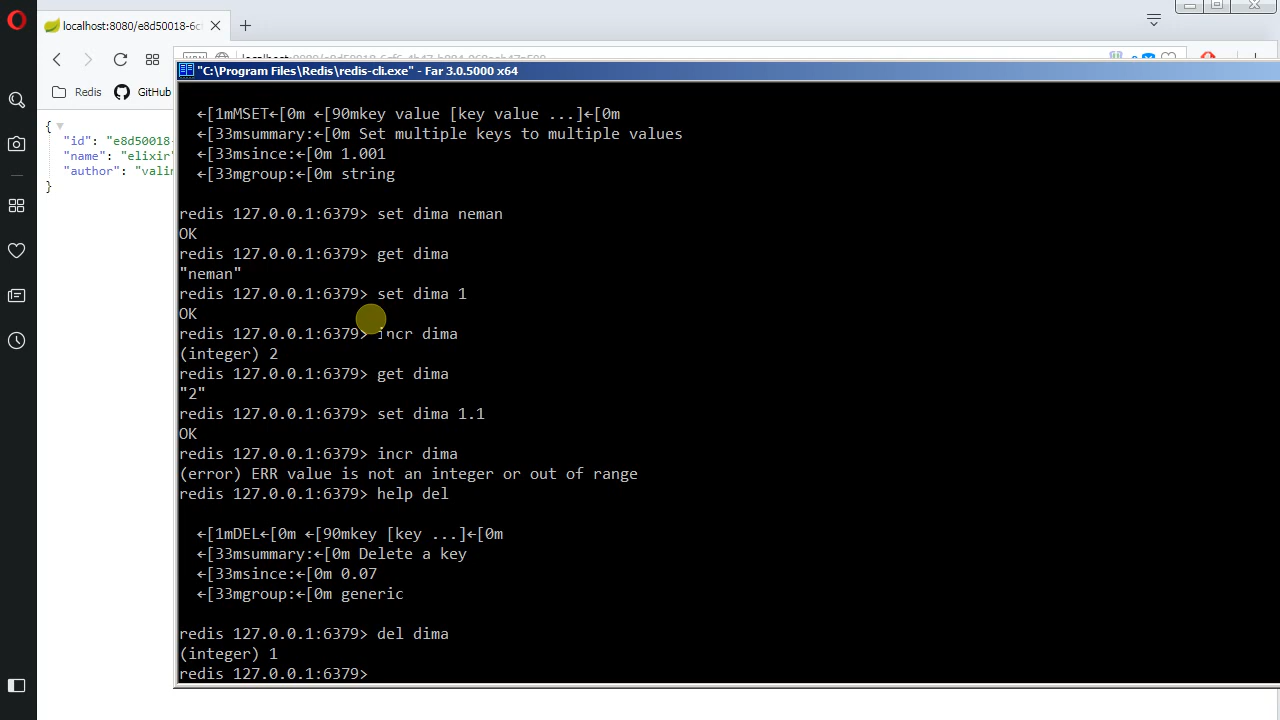 localhost:8080/e8d50018-6c
Redis
GitHub
{
"id": "e8d50018-
"name": "elixir"
"author": "valin
}
"C:\Program Files\Redis\redis-cli.exe" - Far 3.0.5000 x64
←[1mMSET←[0m ←[90mkey value [key value ...]←[0m
←[33msummary:←[0m Set multiple keys to multiple values
←[33msince:←[0m 1.001
←[33mgroup:←[0m string
redis 127.0.0.1:6379> set dima neman
OK
redis 127.0.0.1:6379> get dima
"neman"
redis 127.0.0.1:6379> set dima 1
OK
redis 127.0.0.1:6379> incr dima
(integer) 2
redis 127.0.0.1:6379> get dima
"2"
redis 127.0.0.1:6379> set dima 1.1
OK
redis 127.0.0.1:6379> incr dima
(error) ERR value is not an integer or out of range
redis 127.0.0.1:6379> help del
←[1mDEL←[0m ←[90mkey [key ...]←[0m
←[33msummary:←[0m Delete a key
←[33msince:←[0m 0.07
←[33mgroup:←[0m generic
redis 127.0.0.1:6379> del dima
(integer) 1
redis 127.0.0.1:6379>